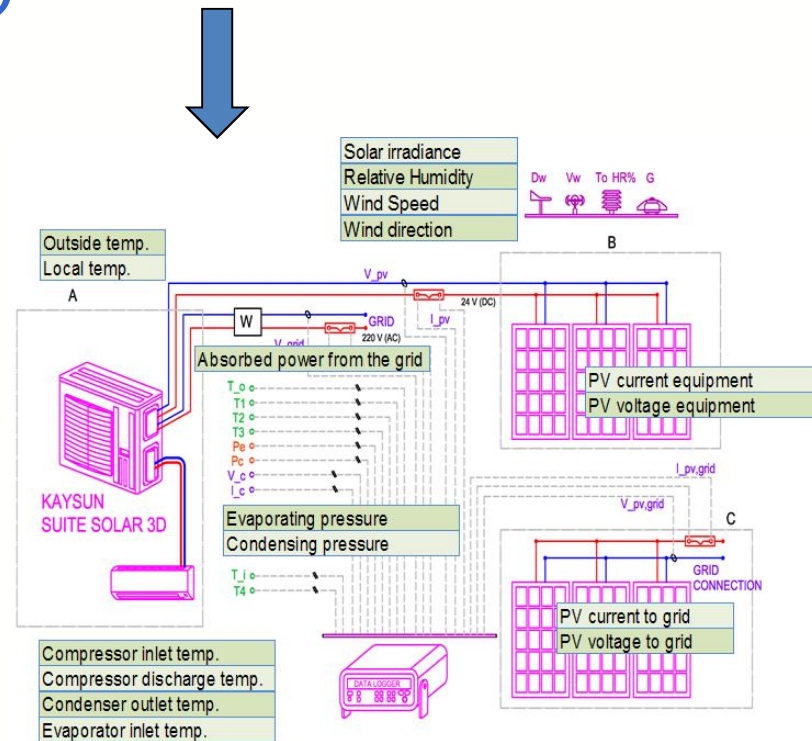 Solar irradiance
Relative Humidity
Wind Speed
Wind direction
Dw Vw To HR% G
Outside temp.
Local temp.
A
B
V_pv
24 V (DC)
I_pv
W
GRID
220 V (AC)
V_grid
Absorbed power from the grid
T_o
T1
T2
T3
Pe
Pc
V_c
I_c
PV current equipment
PV voltage equipment
KAYSUN
SUITE SOLAR 3D
Evaporating pressure
Condensing pressure
T_i
T4
I_pv,grid
V_pv,grid
C
GRID
CONNECTION
PV current to grid
PV voltage to grid
Compressor inlet temp.
Compressor discharge temp.
Condenser outlet temp.
Evaporator inlet temp.
DATA LOGGER